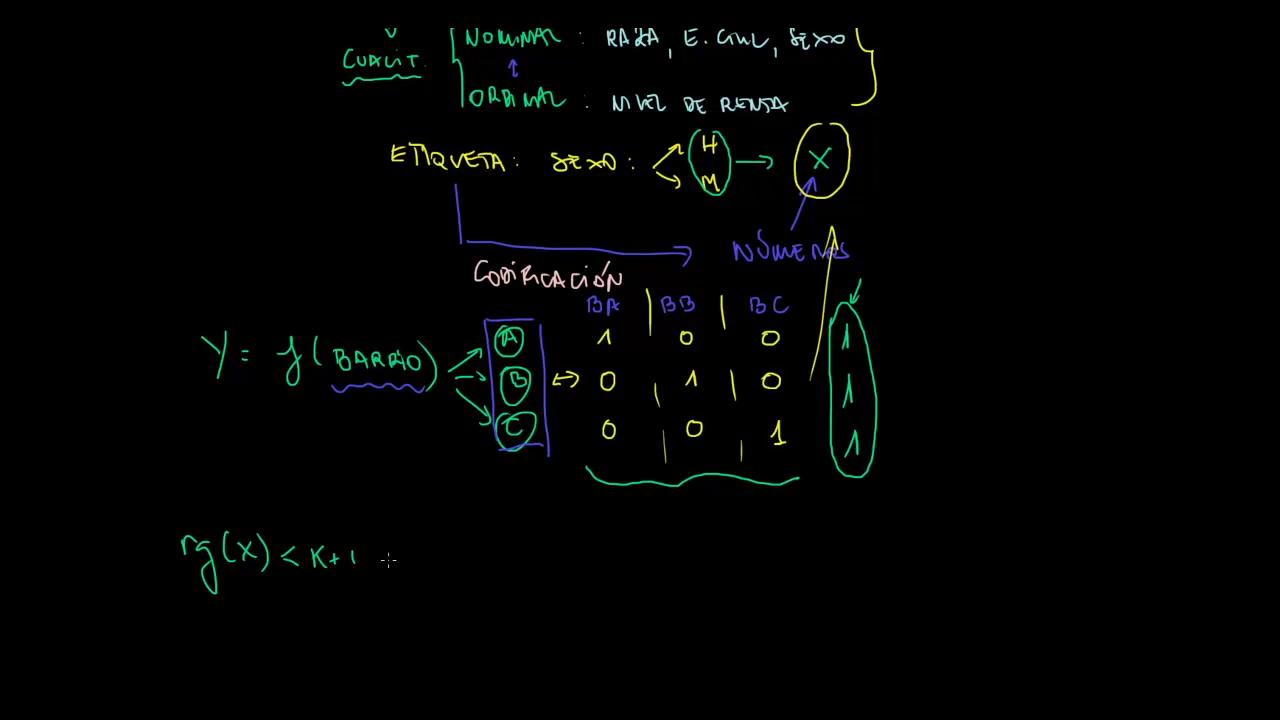 NOMINAL : RAZA, E. CIVIL, SEXO
CUALIT.
ORDINAL : NIVEL DE RENTA
ETIQUETA : SEXO : H → X
M
NÚMEROS
CODIFICACIÓN
BA | BB | BC
Y = f(BARRIO) A 1 0 0 1
B ↔ 0 1 0 1
C 0 0 1 1
rg(X) < K+1